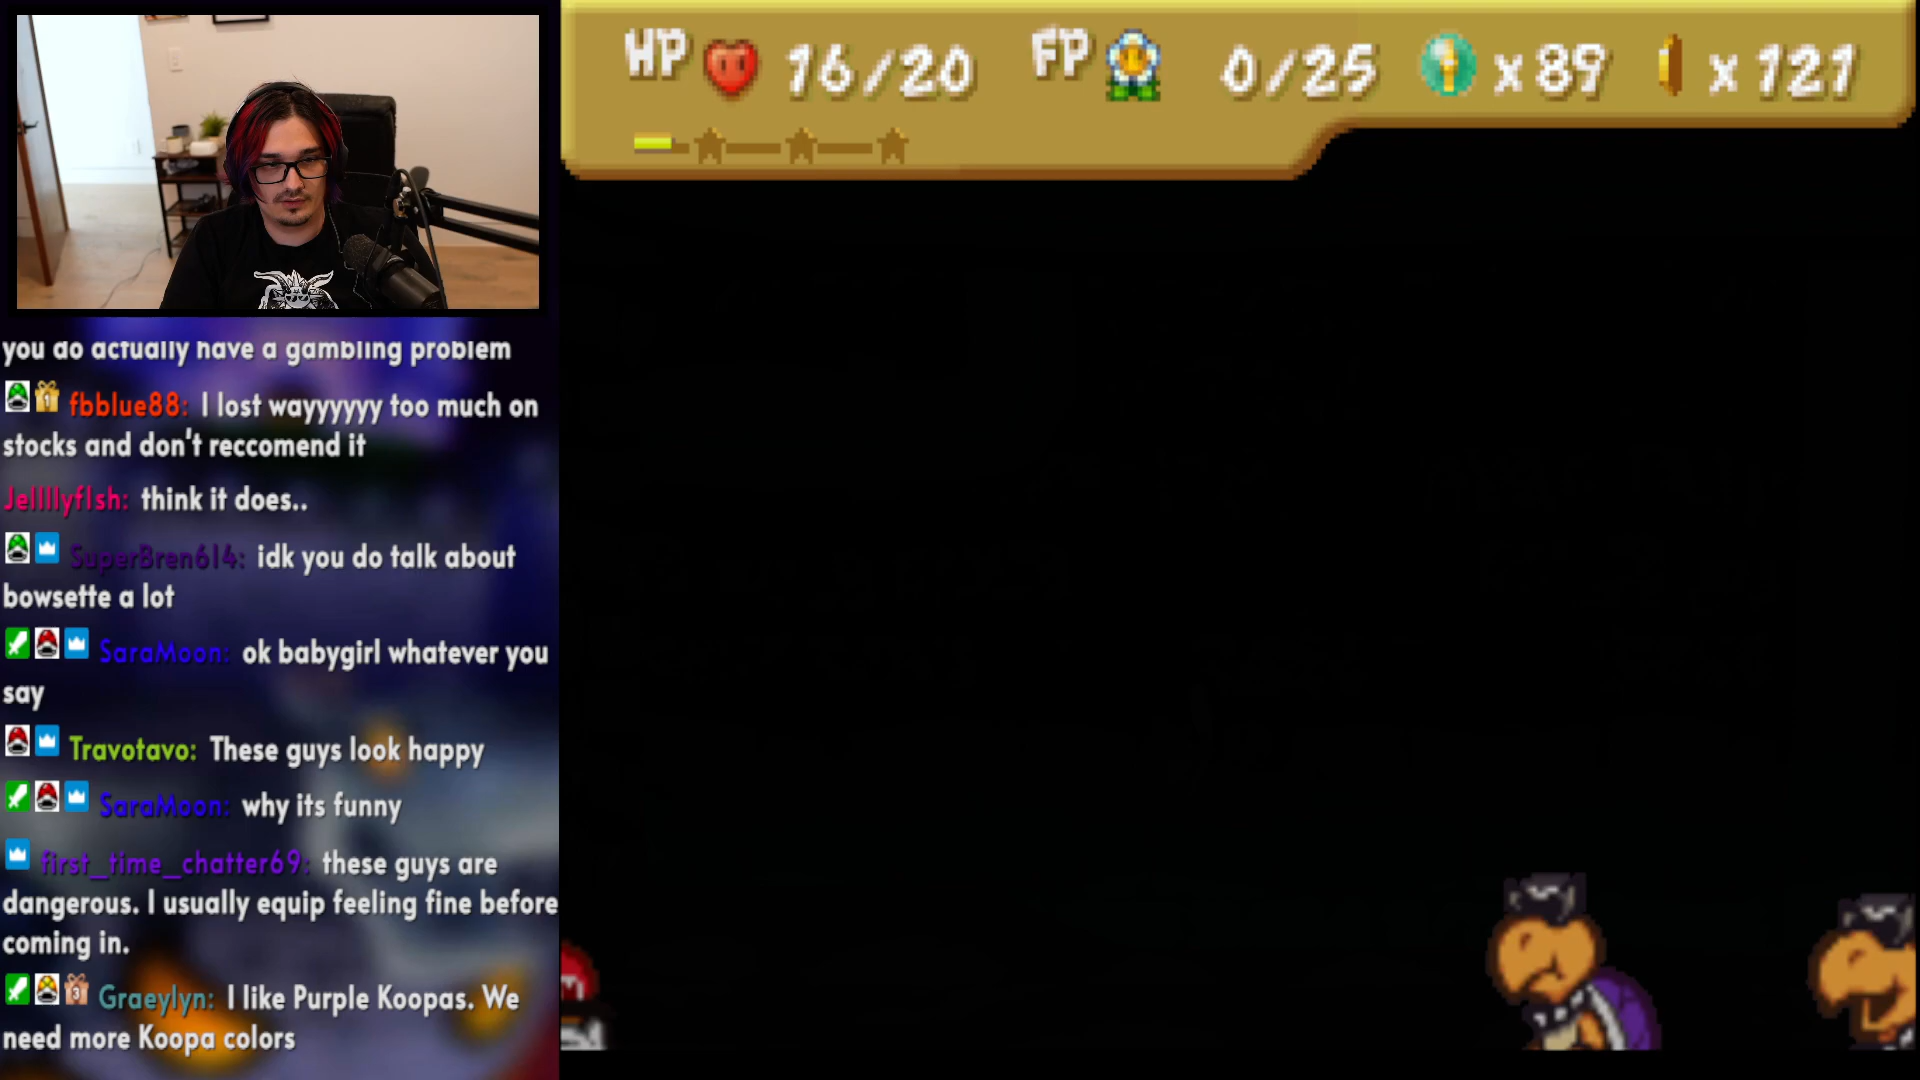 HP 16/20 FP 0/25 x89 x121
you do actually have a gambling problem
fbblue88: I lost wayyyyyy too much on
stocks and don't reccomend it
Jellllyflsh: think it does..
SuperBren614: idk you do talk about
bowsette a lot
SaraMoon: ok babygirl whatever you
say
Travotavo: These guys look happy
SaraMoon: why its funny
first_time_chatter69: these guys are
dangerous. I usually equip feeling fine before
coming in.
Graeylyn: I like Purple Koopas. We
need more Koopa colors